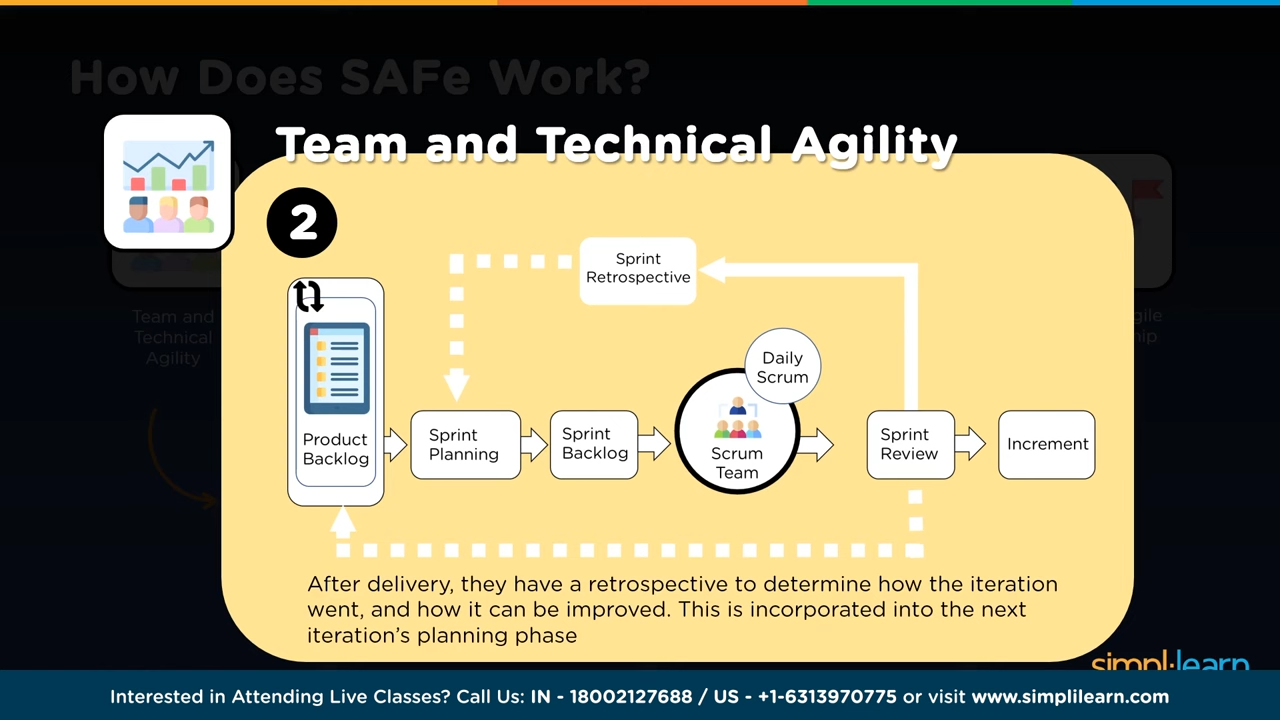 How Does SAFe Work?
Team and Technical Agility
2
Sprint
Retrospective
Daily
Scrum
Product
Backlog
Sprint
Planning
Sprint
Backlog
Scrum
Team
Sprint
Review
Increment
Team and
Technical
Agility
After delivery, they have a retrospective to determine how the iteration
went, and how it can be improved. This is incorporated into the next
iteration's planning phase
simplilearn
Interested in Attending Live Classes? Call Us: IN - 18002127688 / US - +1-6313970775 or visit www.simplilearn.com